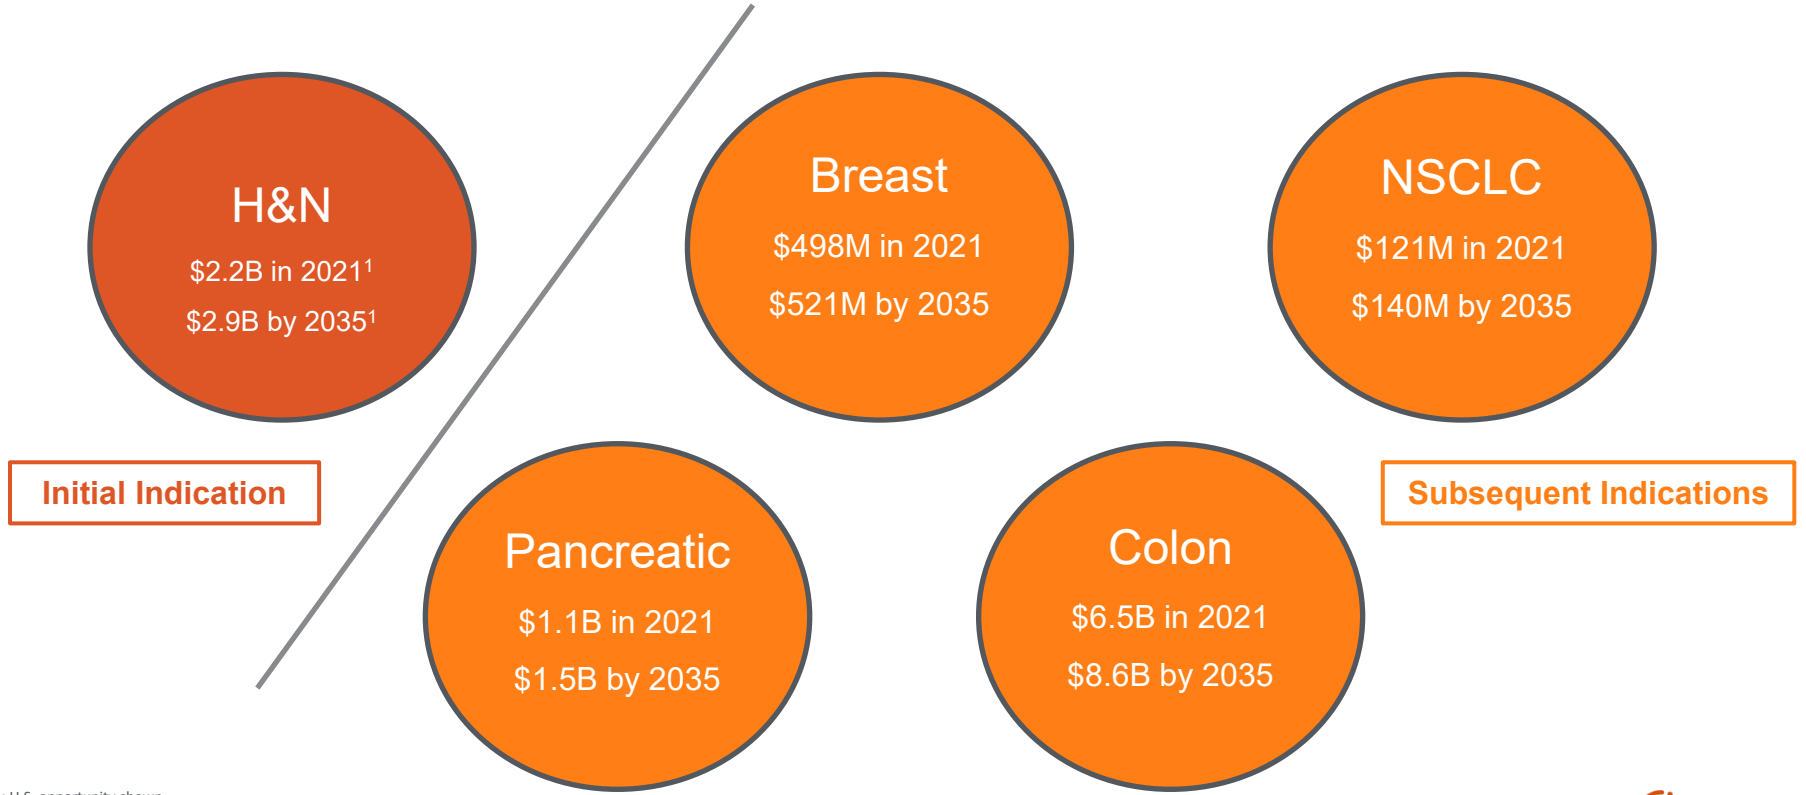 H&N
$2.2B in 2021¹
$2.9B by 2035¹
Initial Indication
Breast
$498M in 2021
$521M by 2035
NSCLC
$121M in 2021
$140M by 2035
Pancreatic
$1.1B in 2021
$1.5B by 2035
Colon
$6.5B in 2021
$8.6B by 2035
Subsequent Indications
U.S. opportunity shown